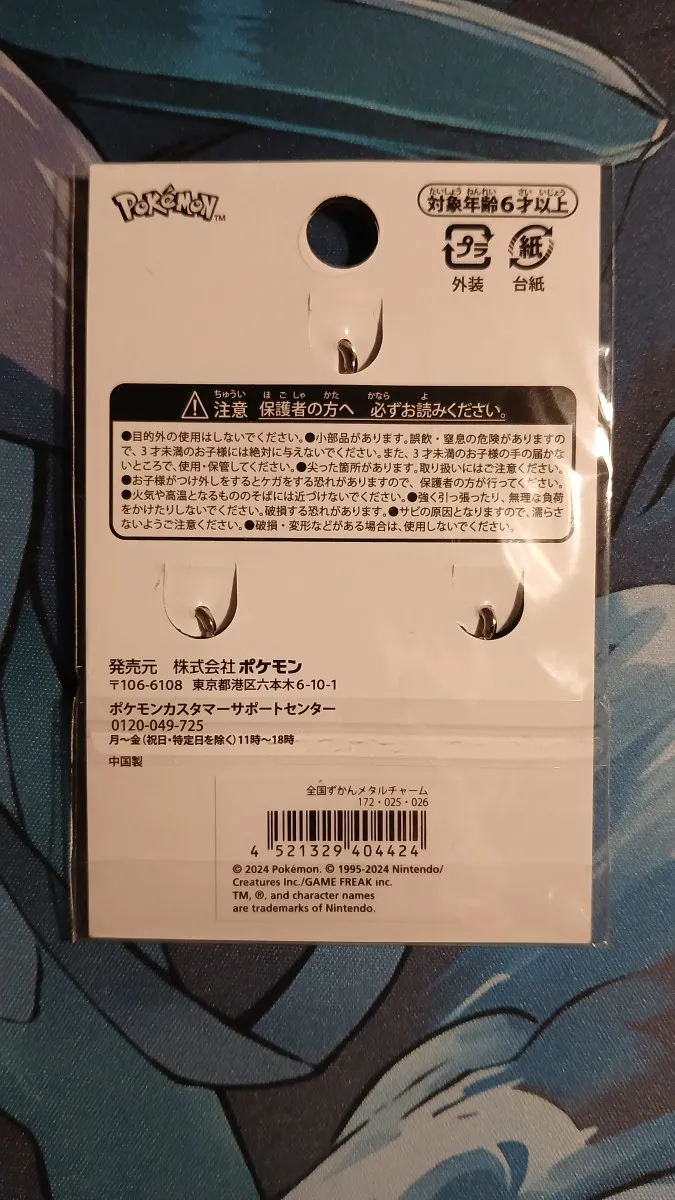 POKÉMON™
たいしょう ねんれい さい いじょう
対象年齢6才以上
プラ
紙
外装
台紙
ちゅうい ほごしゃ かた かなら よ
注意 保護者の方へ 必ずお読みください。
●目的外の使用はしないでください。●小部品があります。誤飲・窒息の危険がありますの
で、3才未満のお子様には絶対に与えないでください。また、3才未満のお子様の手の届かな
いところで、使用・保管してください。●尖った箇所があります。取り扱いにはご注意ください。
●お子様がつけ外しをするとケガをする恐れがありますので、保護者の方が行ってください。
●火気や高温となるもののそばには近づけないでください。●強く引っ張ったり、無理な負荷
をかけたりしないでください。破損する恐れがあります。●サビの原因となりますので、濡らさ
ないようご注意ください。●破損・変形などがある場合は、使用しないでください。
発売元 株式会社ポケモン
〒106-6108 東京都港区六本木6-10-1
ポケモンカスタマーサポートセンター
0120-049-725
月～金(祝日・特定日を除く)11時～18時
中国製
全国ずかんメタルチャーム
172・025・026
4 521329 404424
© 2024 Pokémon. © 1995-2024 Nintendo/
Creatures Inc./GAME FREAK inc.
TM, ®, and character names
are trademarks of Nintendo.